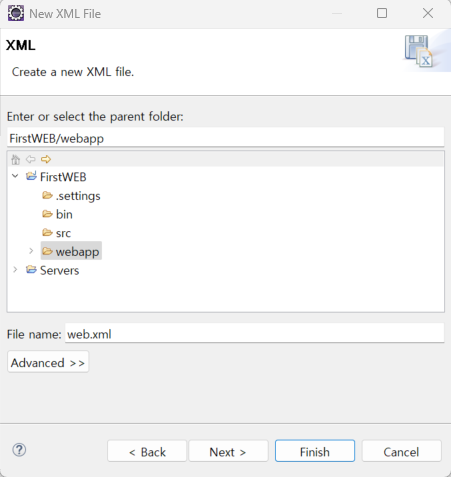 New XML File
XML
Create a new XML file.
Enter or select the parent folder:
FirstWEB/webapp
FirstWEB
.settings
bin
src
webapp
Servers
File name: web.xml
Advanced >>
? < Back Next > Finish Cancel